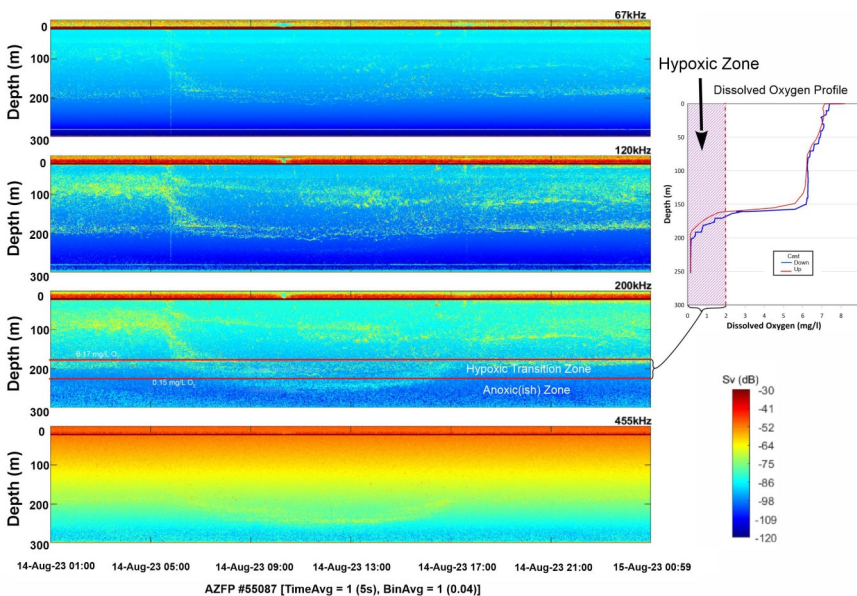 67kHz
Depth (m)
0
100
200
300
120kHz
Depth (m)
0
100
200
300
200kHz
Depth (m)
0
100
200
300
0.17 mg/L O₂
Hypoxic Transition Zone
0.15 mg/L O₂
Anoxic(ish) Zone
455kHz
Depth (m)
0
100
200
300
14-Aug-23 01:00 14-Aug-23 05:00 14-Aug-23 09:00 14-Aug-23 13:00 14-Aug-23 17:00 14-Aug-23 21:00 15-Aug-23 00:59
AZFP #55087 [TimeAvg = 1 (5s), BinAvg = 1 (0.04)]
Hypoxic Zone
Dissolved Oxygen Profile
Depth (m)
0
50
100
150
200
250
300
Cast
Down
Up
0 1 2 3 4 5 6 7 8
Dissolved Oxygen (mg/l)
Sv (dB)
-30
-41
-52
-64
-75
-86
-98
-109
-120